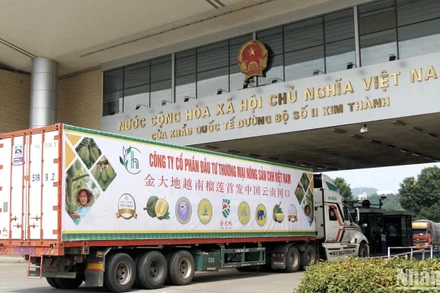 NƯỚC CỘNG HÒA XÃ HỘI CHỦ NGHĨA VIỆT NA
CỬA KHẨU QUỐC TẾ ĐƯỜNG BỘ SỐ II KIM THÀNH
CÔNG TY CỔ PHẦN ĐẦU TƯ THƯƠNG MẠI NÔNG SẢN CHN VIỆT NAM
金大地越南榴莲首发中国云南河口
Nhân